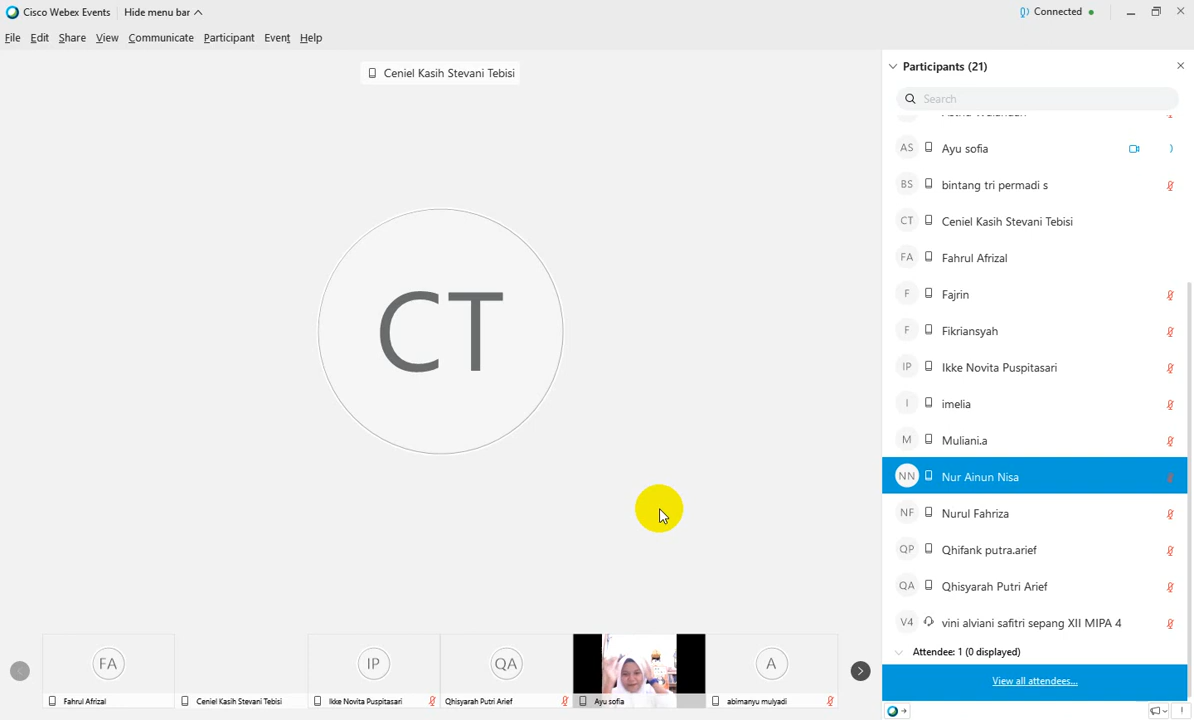 Cisco Webex Events
Hide menu bar
Connected
File Edit Share View Communicate Participant Event Help
Ceniel Kasih Stevani Tebisi
CT
Participants (21)
Search
AS Ayu sofia
BS bintang tri permadi s
CT Ceniel Kasih Stevani Tebisi
FA Fahrul Afrizal
F Fajrin
F Fikriansyah
IP Ikke Novita Puspitasari
I imelia
M Muliani.a
NN Nur Ainun Nisa
NF Nurul Fahriza
QP Qhifank putra.arief
QA Qhisyarah Putri Arief
V4 vini alviani safitri sepang XII MIPA 4
Attendee: 1 (0 displayed)
View all attendees...
FA
Fahrul Afrizal
Ceniel Kasih Stevani Tebisi
IP
Ikke Novita Puspitasari
QA
Qhisyarah Putri Arief
Ayu sofia
A
abimanyu mulyadi